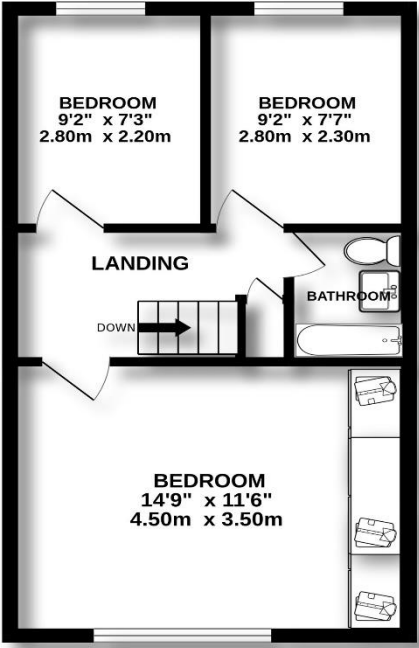 BEDROOM
9'2" x 7'3"
2.80m x 2.20m
BEDROOM
9'2" x 7'7"
2.80m x 2.30m
LANDING
BATHROOM
DOWN
BEDROOM
14'9" x 11'6"
4.50m x 3.50m